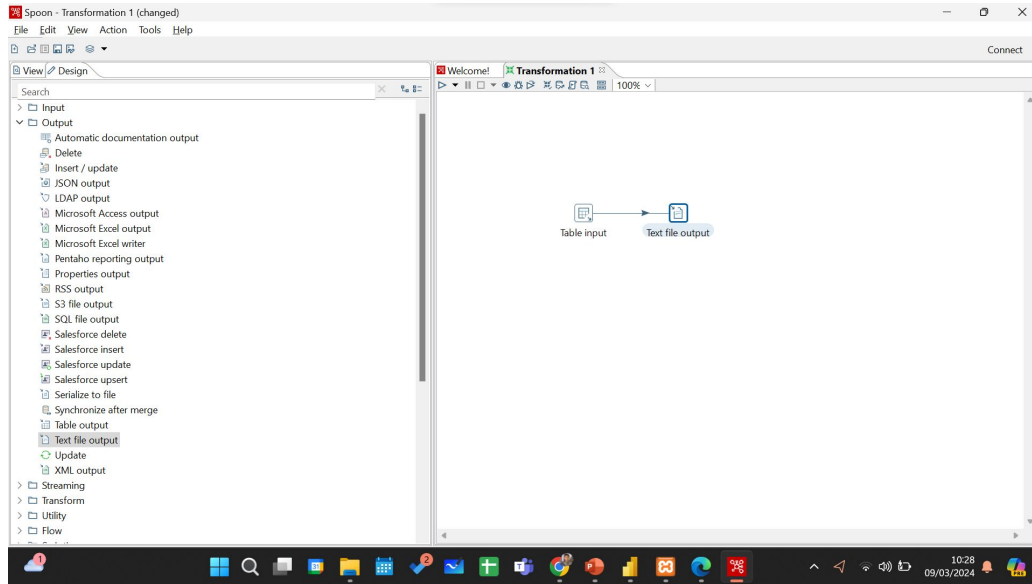 Spoon - Transformation 1 (changed)
File Edit View Action Tools Help
Connect
View Design
Welcome! Transformation 1
Search
100%
Input
Output
Automatic documentation output
Delete
Insert / update
JSON output
LDAP output
Microsoft Access output
Microsoft Excel output
Microsoft Excel writer
Pentaho reporting output
Properties output
RSS output
S3 file output
SQL file output
Salesforce delete
Salesforce insert
Salesforce update
Salesforce upsert
Serialize to file
Synchronize after merge
Table output
Text file output
Update
XML output
Streaming
Transform
Utility
Flow
Table input Text file output
1
2
10:28
09/03/2024